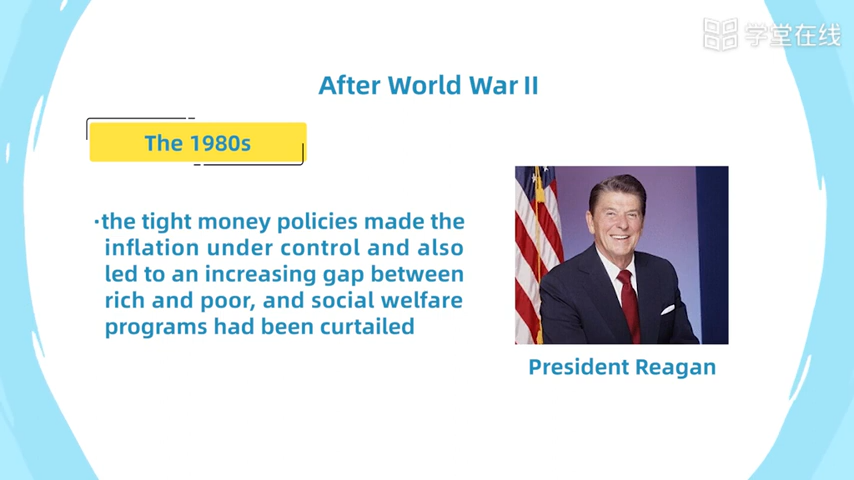 学堂在线
After World War II
The 1980s
·the tight money policies made the
inflation under control and also
led to an increasing gap between
rich and poor, and social welfare
programs had been curtailed
President Reagan